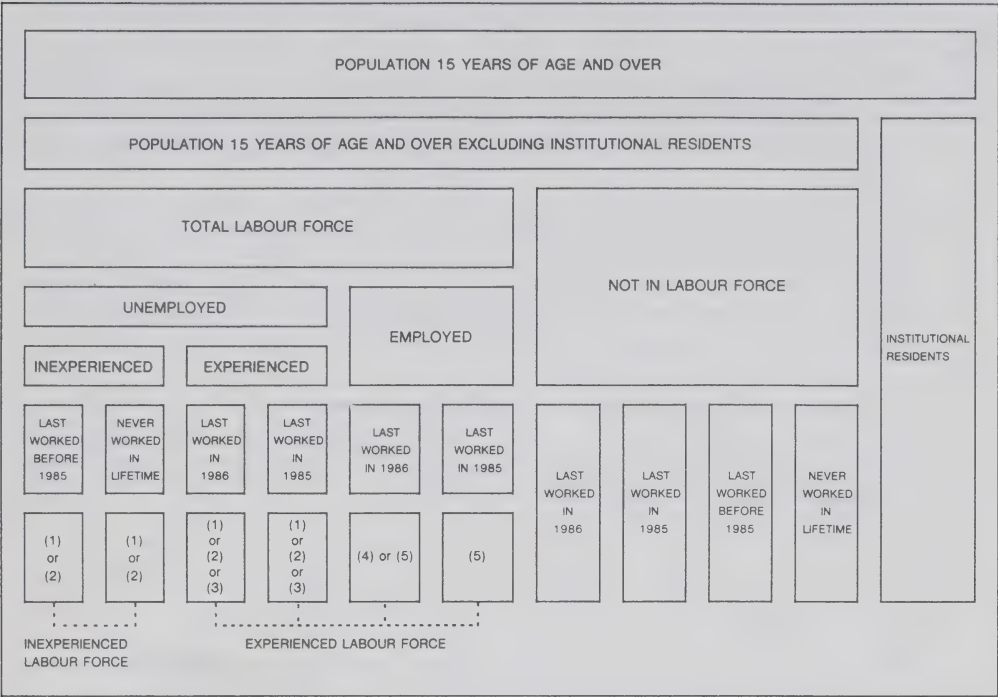 POPULATION 15 YEARS OF AGE AND OVER
POPULATION 15 YEARS OF AGE AND OVER EXCLUDING INSTITUTIONAL RESIDENTS
TOTAL LABOUR FORCE
NOT IN LABOUR FORCE
INSTITUTIONAL
RESIDENTS
UNEMPLOYED
EMPLOYED
INEXPERIENCED
EXPERIENCED
LAST
WORKED
BEFORE
1985
NEVER
WORKED
IN
LIFETIME
LAST
WORKED
IN
1986
LAST
WORKED
IN
1985
LAST
WORKED
IN 1986
LAST
WORKED
IN 1985
LAST
WORKED
IN
1986
LAST
WORKED
IN
1985
LAST
WORKED
BEFORE
1985
NEVER
WORKED
IN
LIFETIME
(1)
or
(2)
(1)
or
(2)
(1)
or
(2)
or
(3)
(1)
or
(2)
or
(3)
(4) or (5)
(5)
INEXPERIENCED
LABOUR FORCE
EXPERIENCED LABOUR FORCE